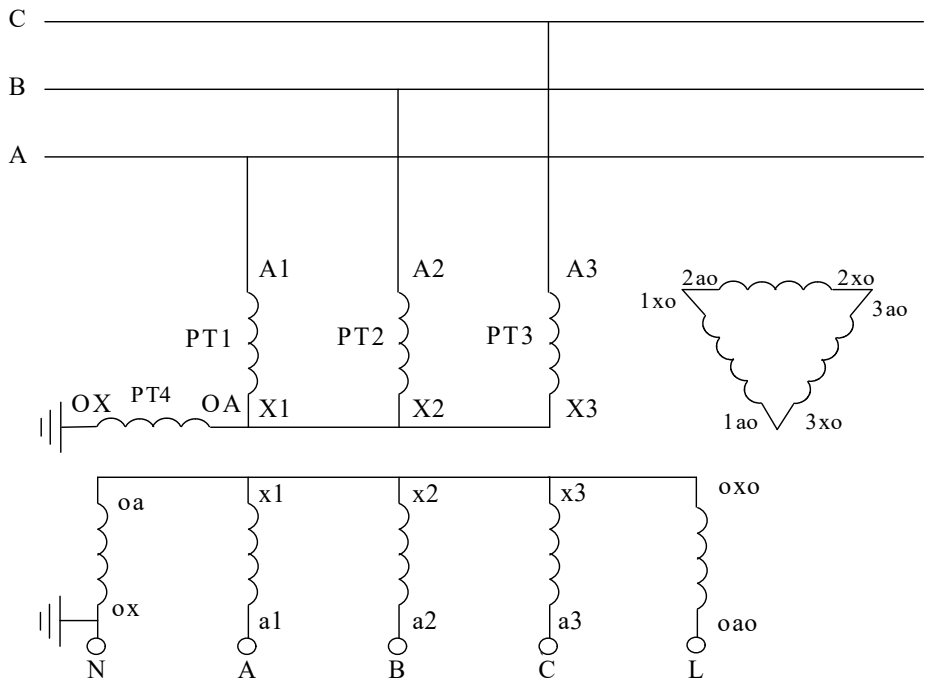 C
B
A
A1 A2 A3
2ao 2xo
1xo 3ao
PT1 PT2 PT3
OX PT4 OA X1 X2 X3
1ao 3xo
oa x1 x2 x3 oxo
ox a1 a2 a3 oao
N A B C L